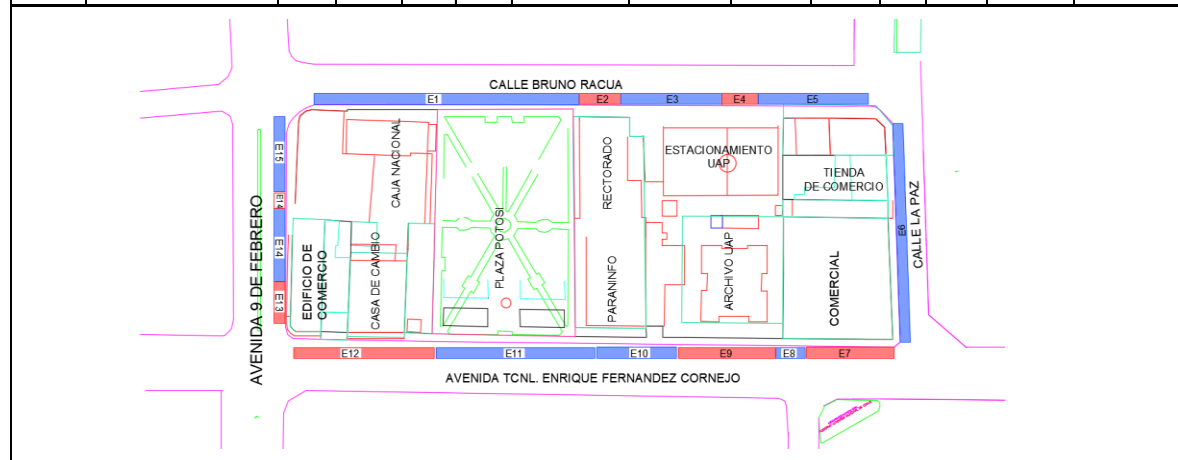 CALLE BRUNO RACUA
E1
E2
E3
E4
E5
E15
E14
E14
E13
AVENIDA 9 DE FEBRERO
CAJA NACIONAL
PLAZA POTOSI
RECTORADO
ESTACIONAMIENTO
UAP
TIENDA
DE COMERCIO
E6
CALLE LA PAZ
EDIFICIO DE
COMERCIO
CASA DE CAMBIO
PARANINFO
ARCHIVO UAP
COMERCIAL
E12
E11
E10
E9
E8
E7
AVENIDA TCNL. ENRIQUE FERNANDEZ CORNEJO